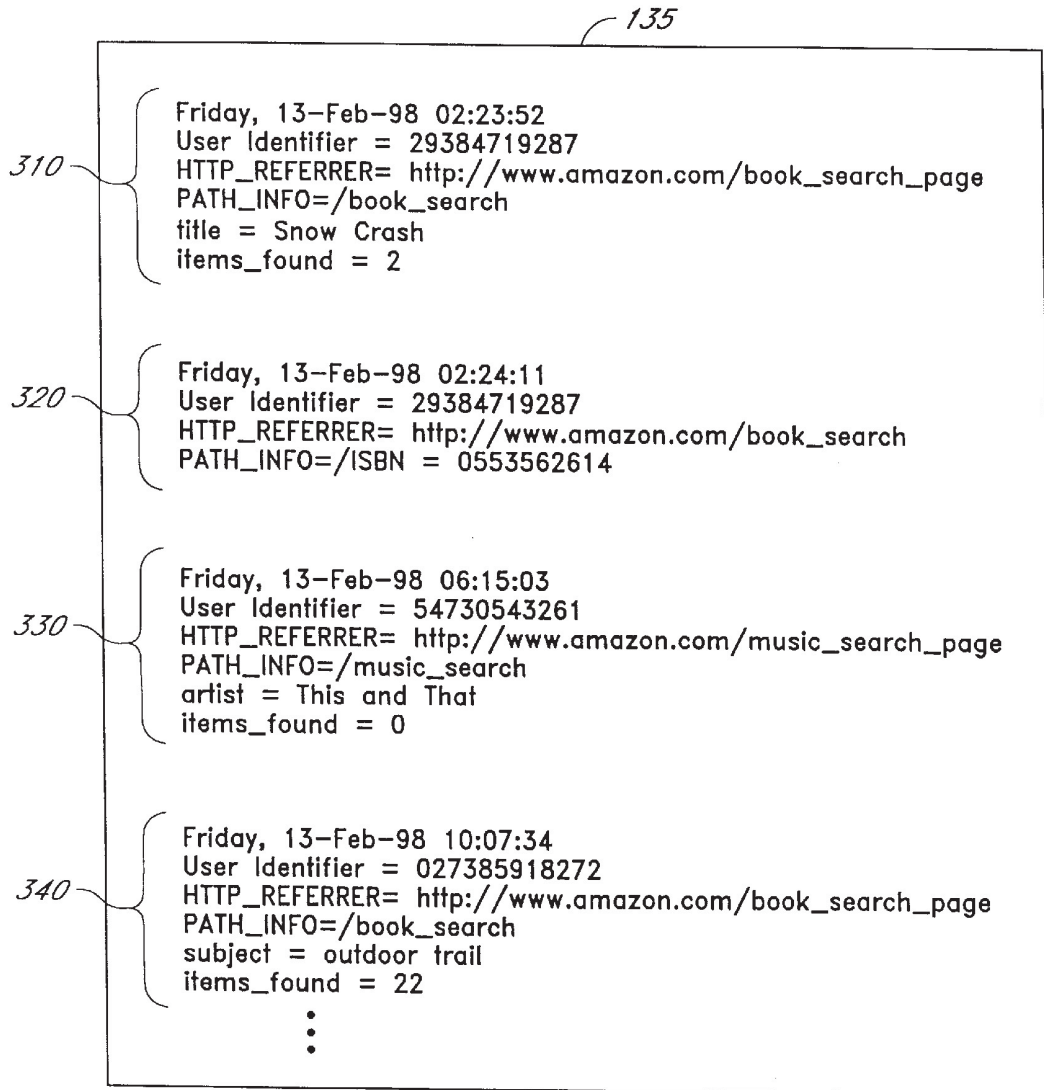 135
310
Friday, 13-Feb-98 02:23:52
User Identifier = 29384719287
HTTP_REFERRER= http://www.amazon.com/book_search_page
PATH_INFO=/book_search
title = Snow Crash
items_found = 2
320
Friday, 13-Feb-98 02:24:11
User Identifier = 29384719287
HTTP_REFERRER= http://www.amazon.com/book_search
PATH_INFO=/ISBN = 0553562614
330
Friday, 13-Feb-98 06:15:03
User Identifier = 54730543261
HTTP_REFERRER= http://www.amazon.com/music_search_page
PATH_INFO=/music_search
artist = This and That
items_found = 0
340
Friday, 13-Feb-98 10:07:34
User Identifier = 027385918272
HTTP_REFERRER= http://www.amazon.com/book_search_page
PATH_INFO=/book_search
subject = outdoor trail
items_found = 22